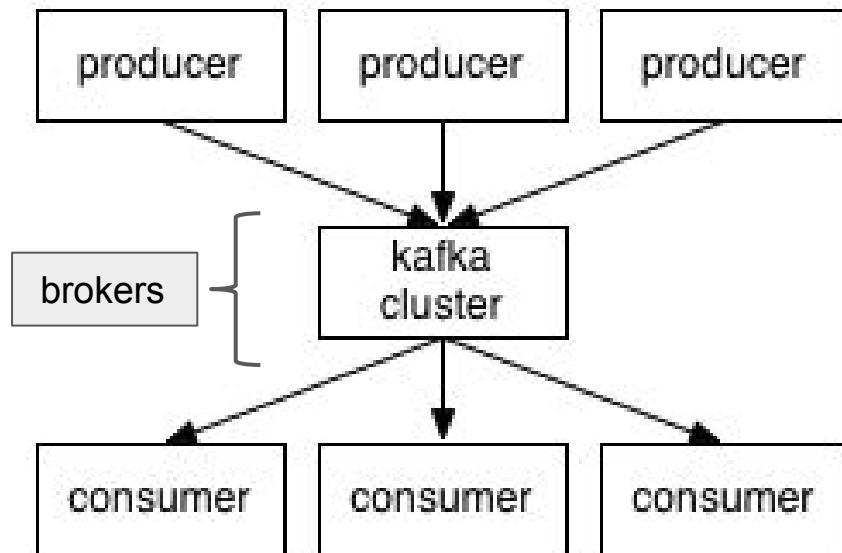 producer
producer
producer
brokers
kafka
cluster
consumer
consumer
consumer